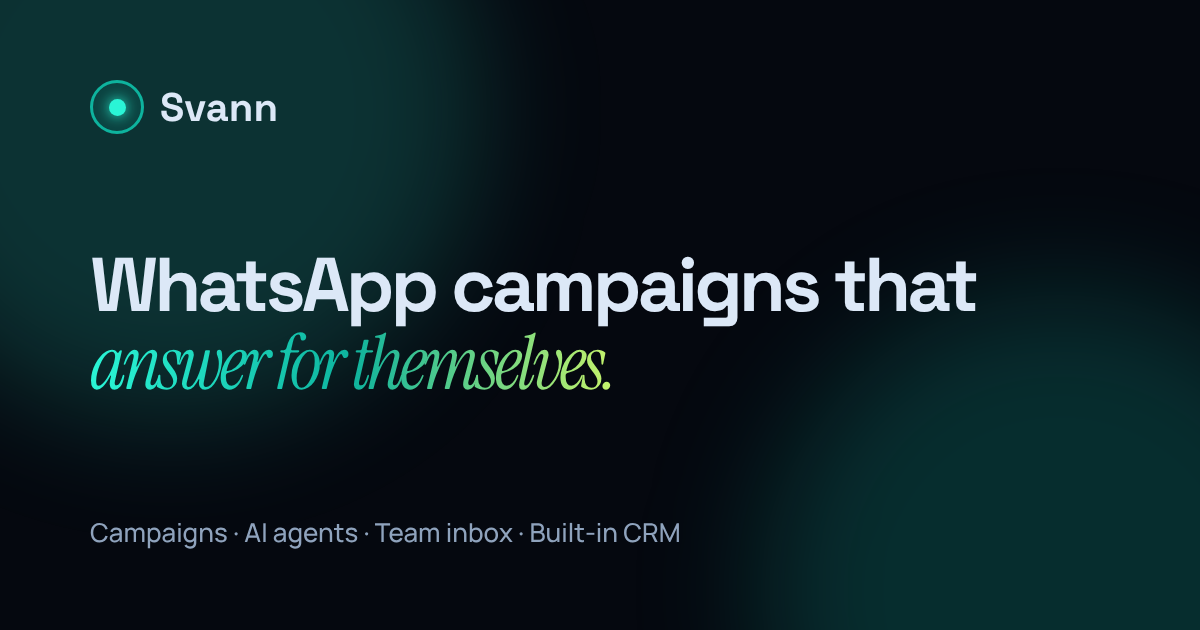 Svann
WhatsApp campaigns that
answer for themselves.
Campaigns · AI agents · Team inbox · Built-in CRM